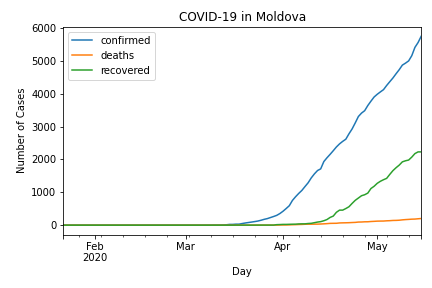 COVID-19 in Moldova
confirmed
deaths
recovered
Number of Cases
6000
5000
4000
3000
2000
1000
0
Feb
2020
Mar
Apr
May
Day